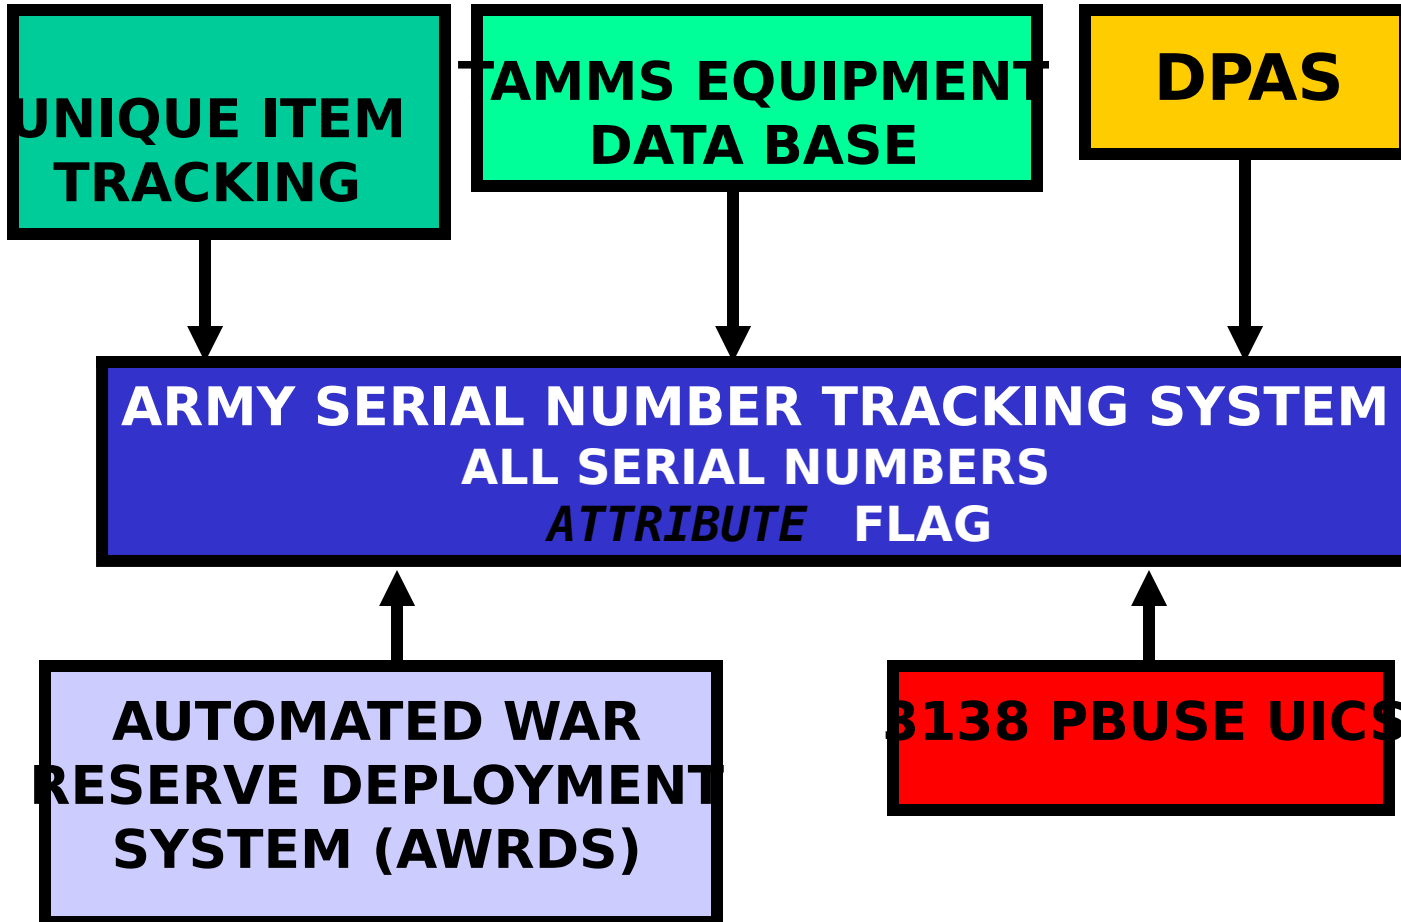 UNIQUE ITEM
TRACKING
TAMMS EQUIPMENT
DATA BASE
DPAS
ARMY SERIAL NUMBER TRACKING SYSTEM
ALL SERIAL NUMBERS
ATTRIBUTE FLAG
AUTOMATED WAR
RESERVE DEPLOYMENT
SYSTEM (AWRDS)
3138 PBUSE UICS